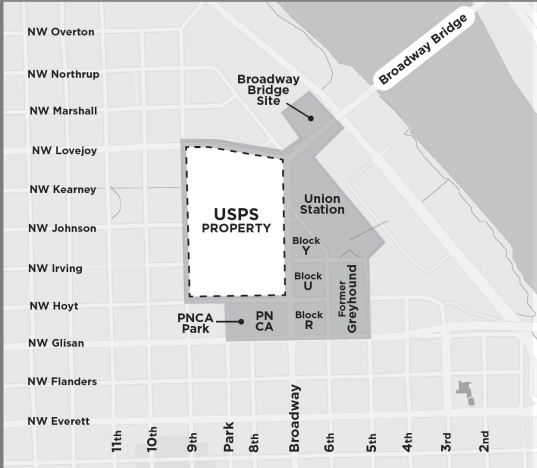 NW Overton
NW Northrup
NW Marshall
NW Lovejoy
NW Kearney
NW Johnson
NW Irving
NW Hoyt
NW Glisan
NW Flanders
NW Everett
Broadway Bridge
Broadway
Bridge
Site
USPS
PROPERTY
Union
Station
Block
Y
Block
U
Block
R
Former
Greyhound
PNCA
Park
PN
CA
11th
10th
9th
Park
8th
Broadway
6th
5th
4th
3rd
2nd